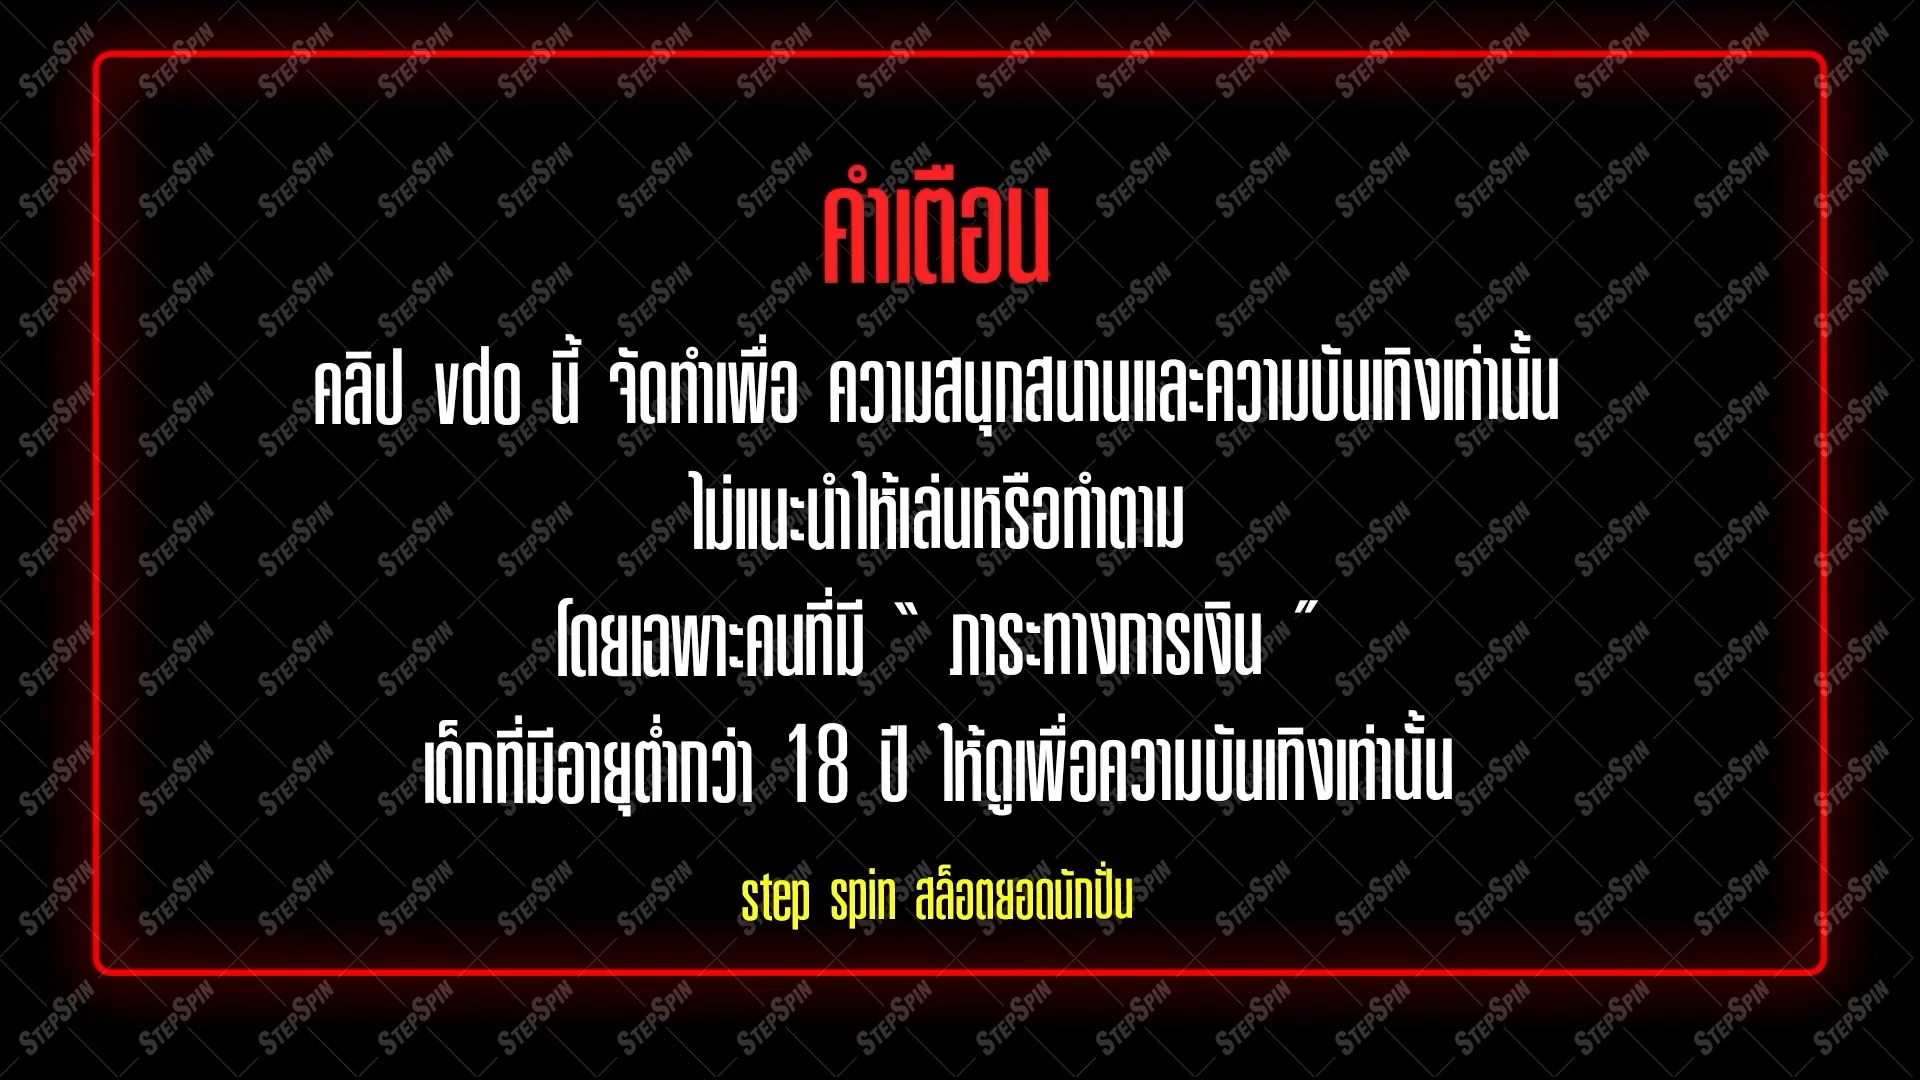 คำเตือน
คลิป vdo นี้ จัดทำเพื่อ ความสนุกสนานและความบันเทิงเท่านั้น
ไม่แนะนำให้เล่นหรือทำตาม
โดยเฉพาะคนที่มี “ ภาระทางการเงิน ”
เด็กที่มีอายุต่ำกว่า 18 ปี ให้ดูเพื่อความบันเทิงเท่านั้น
step spin สล็อตยอดนักปั่น